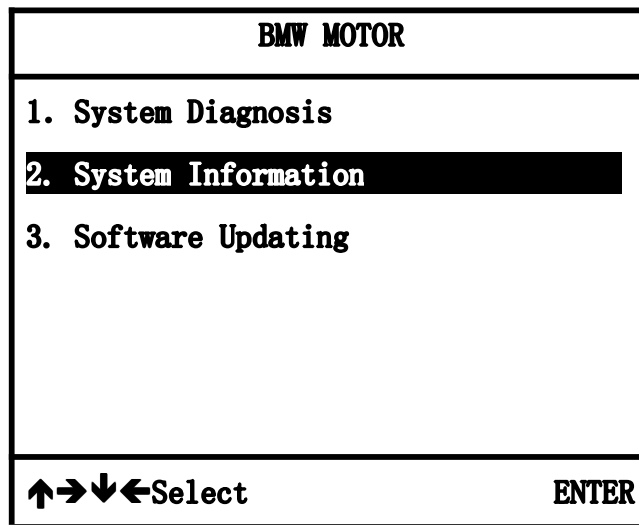 BMW MOTOR
1. System Diagnosis
2. System Information
3. Software Updating
↑→↓←Select ENTER